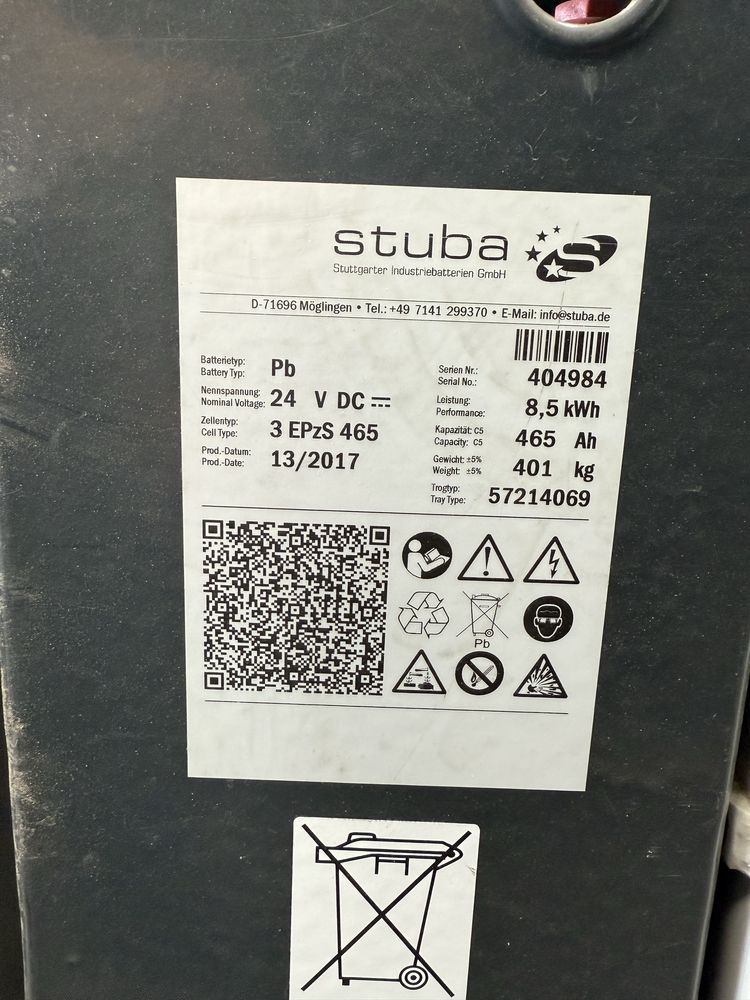 stuba
Stuttgarter Industriebatterien GmbH
D-71696 Möglingen • Tel.: +49 7141 299370 • E-Mail: info@stuba.de
Batterietyp:
Battery Typ:
Pb
Nennspannung:
Nominal Voltage:
24 V DC
Zellentyp:
Cell Type:
3 EPzS 465
Prod.-Datum:
Prod.-Date:
13/2017
Serien Nr.:
Serial No.:
404984
Leistung:
Performance:
8,5 kWh
Kapazität: C5
Capacity: C5
465 Ah
Gewicht: ±5%
Weight: ±5%
401 kg
Trogtyp:
Tray Type:
57214069
Pb